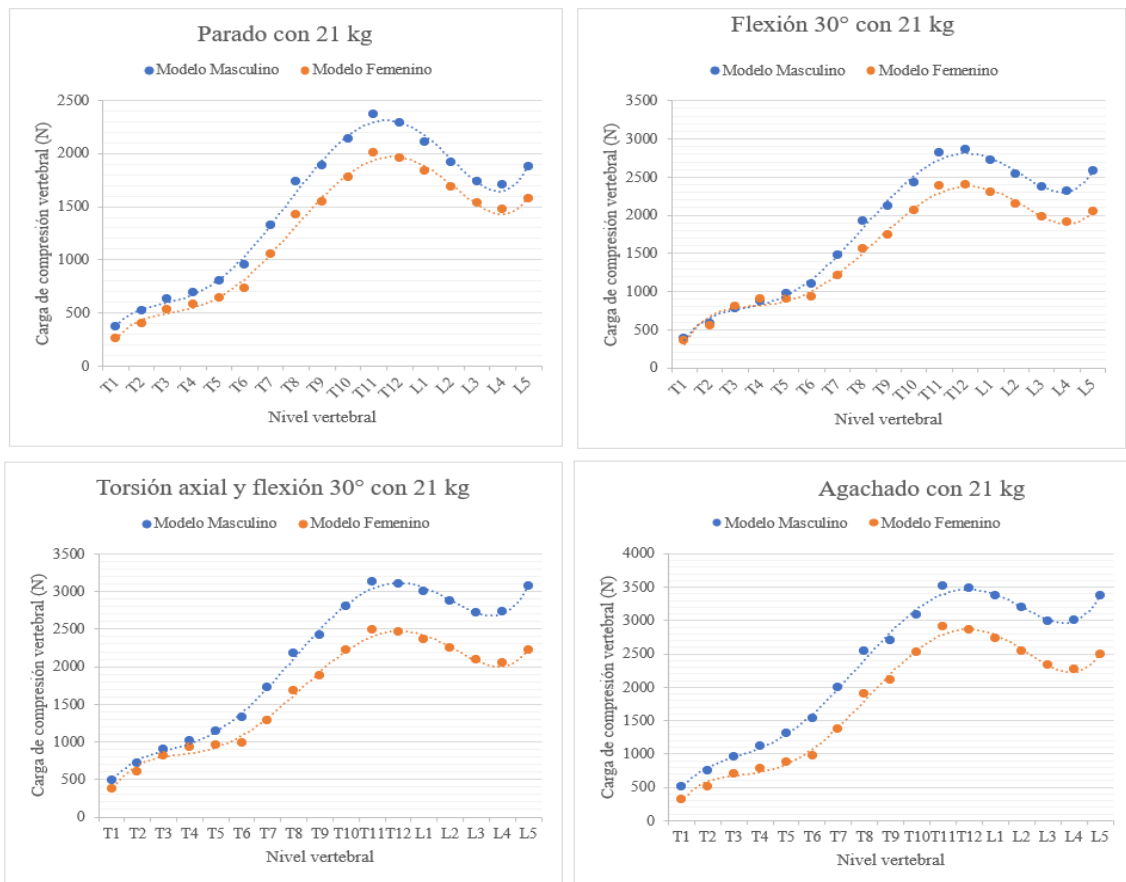 Parado con 21 kg
Modelo Masculino Modelo Femenino
Carga de compresión vertebral (N)
2500
2000
1500
1000
500
0
T1 T2 T3 T4 T5 T6 T7 T8 T9 T10 T11 T12 L1 L2 L3 L4 L5
Nivel vertebral
Flexión 30° con 21 kg
Modelo Masculino Modelo Femenino
Carga de compresión vertebral (N)
3500
3000
2500
2000
1500
1000
500
0
T1 T2 T3 T4 T5 T6 T7 T8 T9 T10 T11 T12 L1 L2 L3 L4 L5
Nivel vertebral
Torsión axial y flexión 30° con 21 kg
Modelo Masculino Modelo Femenino
Carga de compresión vertebral (N)
3500
3000
2500
2000
1500
1000
500
0
T1 T2 T3 T4 T5 T6 T7 T8 T9 T10 T11 T12 L1 L2 L3 L4 L5
Nivel vertebral
Agachado con 21 kg
Modelo Masculino Modelo Femenino
Carga de compresión vertebral (N)
4000
3500
3000
2500
2000
1500
1000
500
0
T1 T2 T3 T4 T5 T6 T7 T8 T9 T10 T11 T12 L1 L2 L3 L4 L5
Nivel vertebral